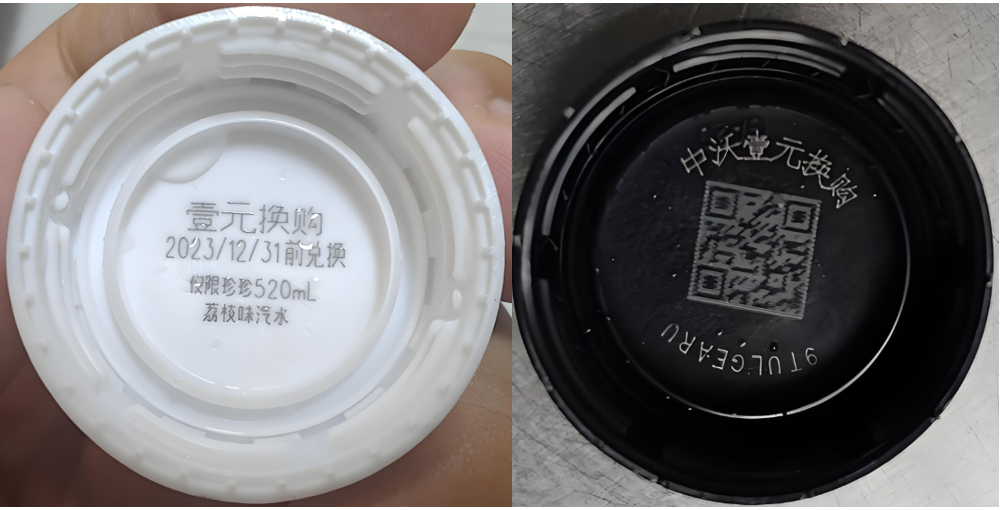 壹元换购
2023/12/31前兑换
仅限珍珍520mL
荔枝味汽水
中沃壹元换购
9TULGEARU